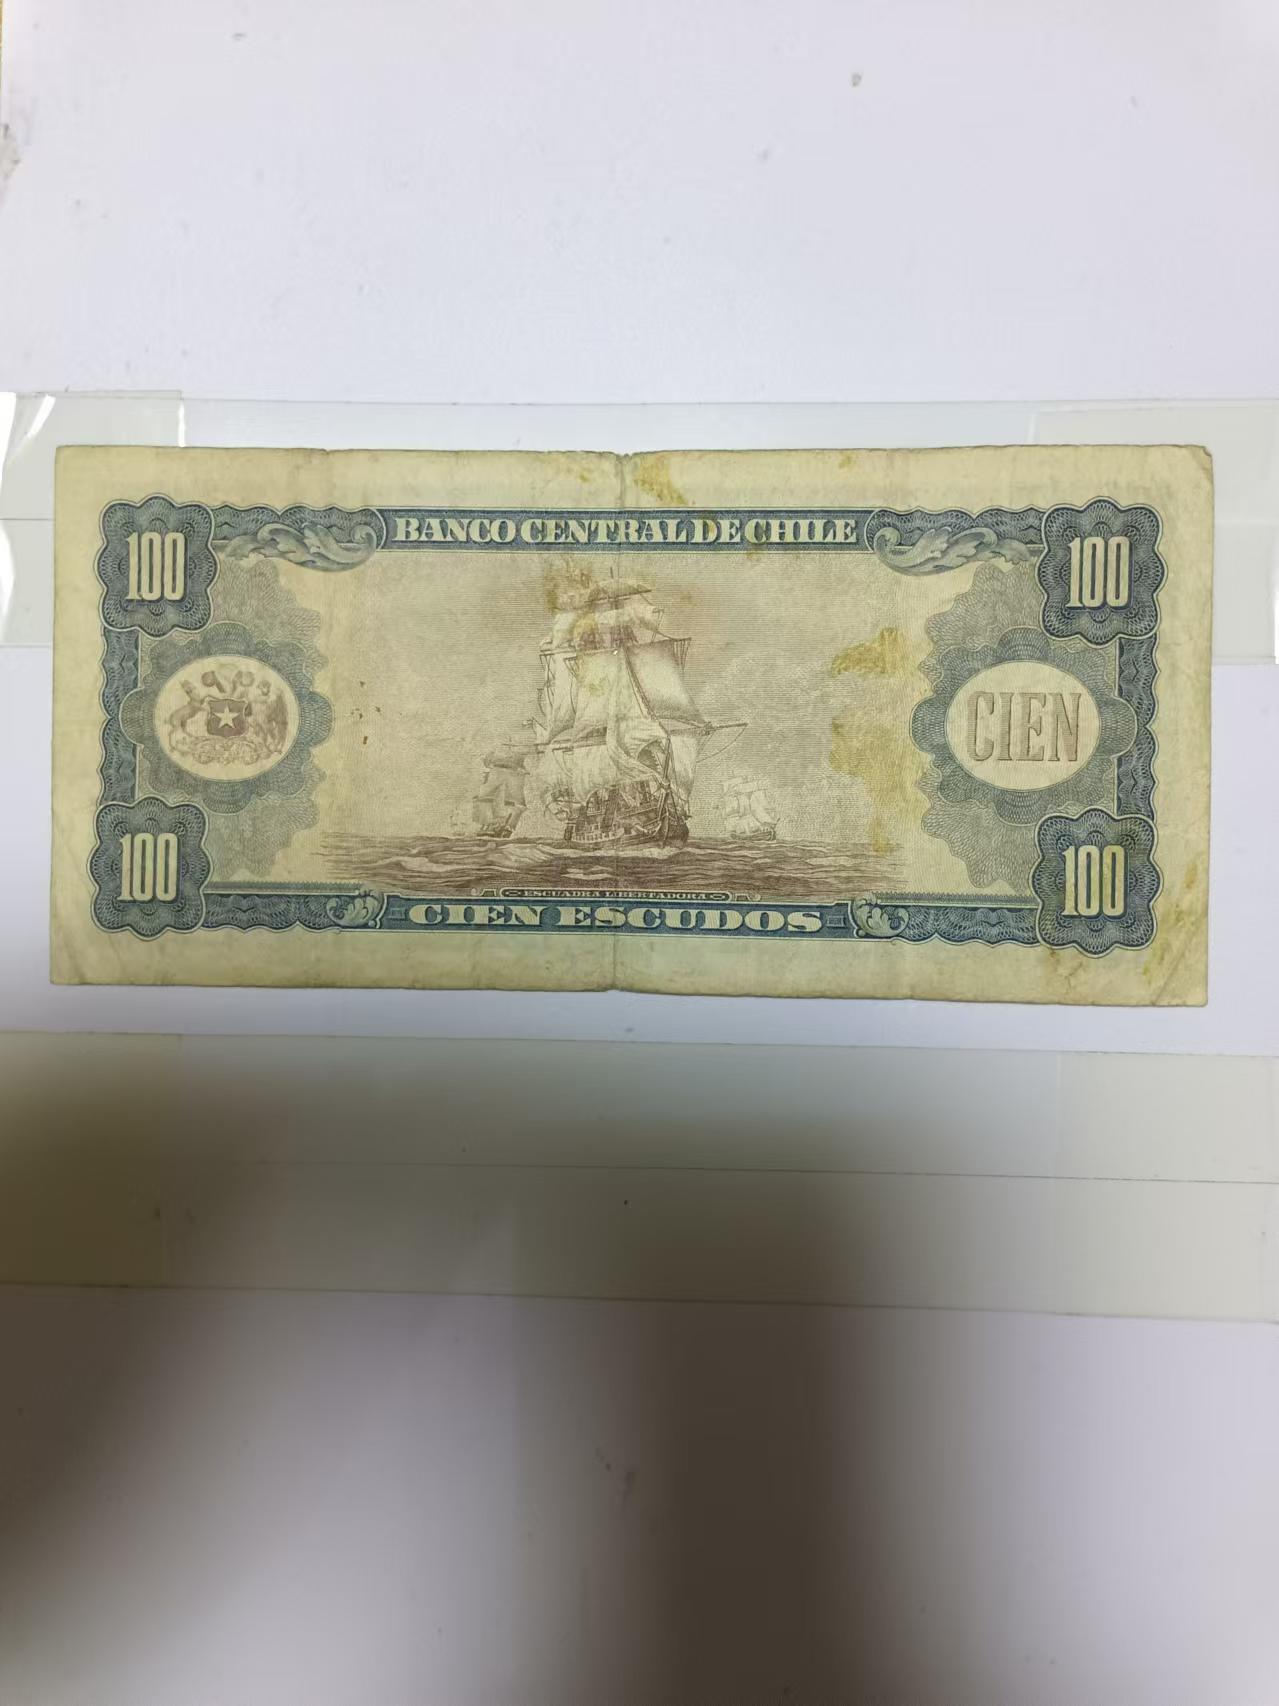 BANCO CENTRAL DE CHILE
100
100
CIEN
100
100
ESCUADRA LIBERTADORA
CIEN ESCUDOS